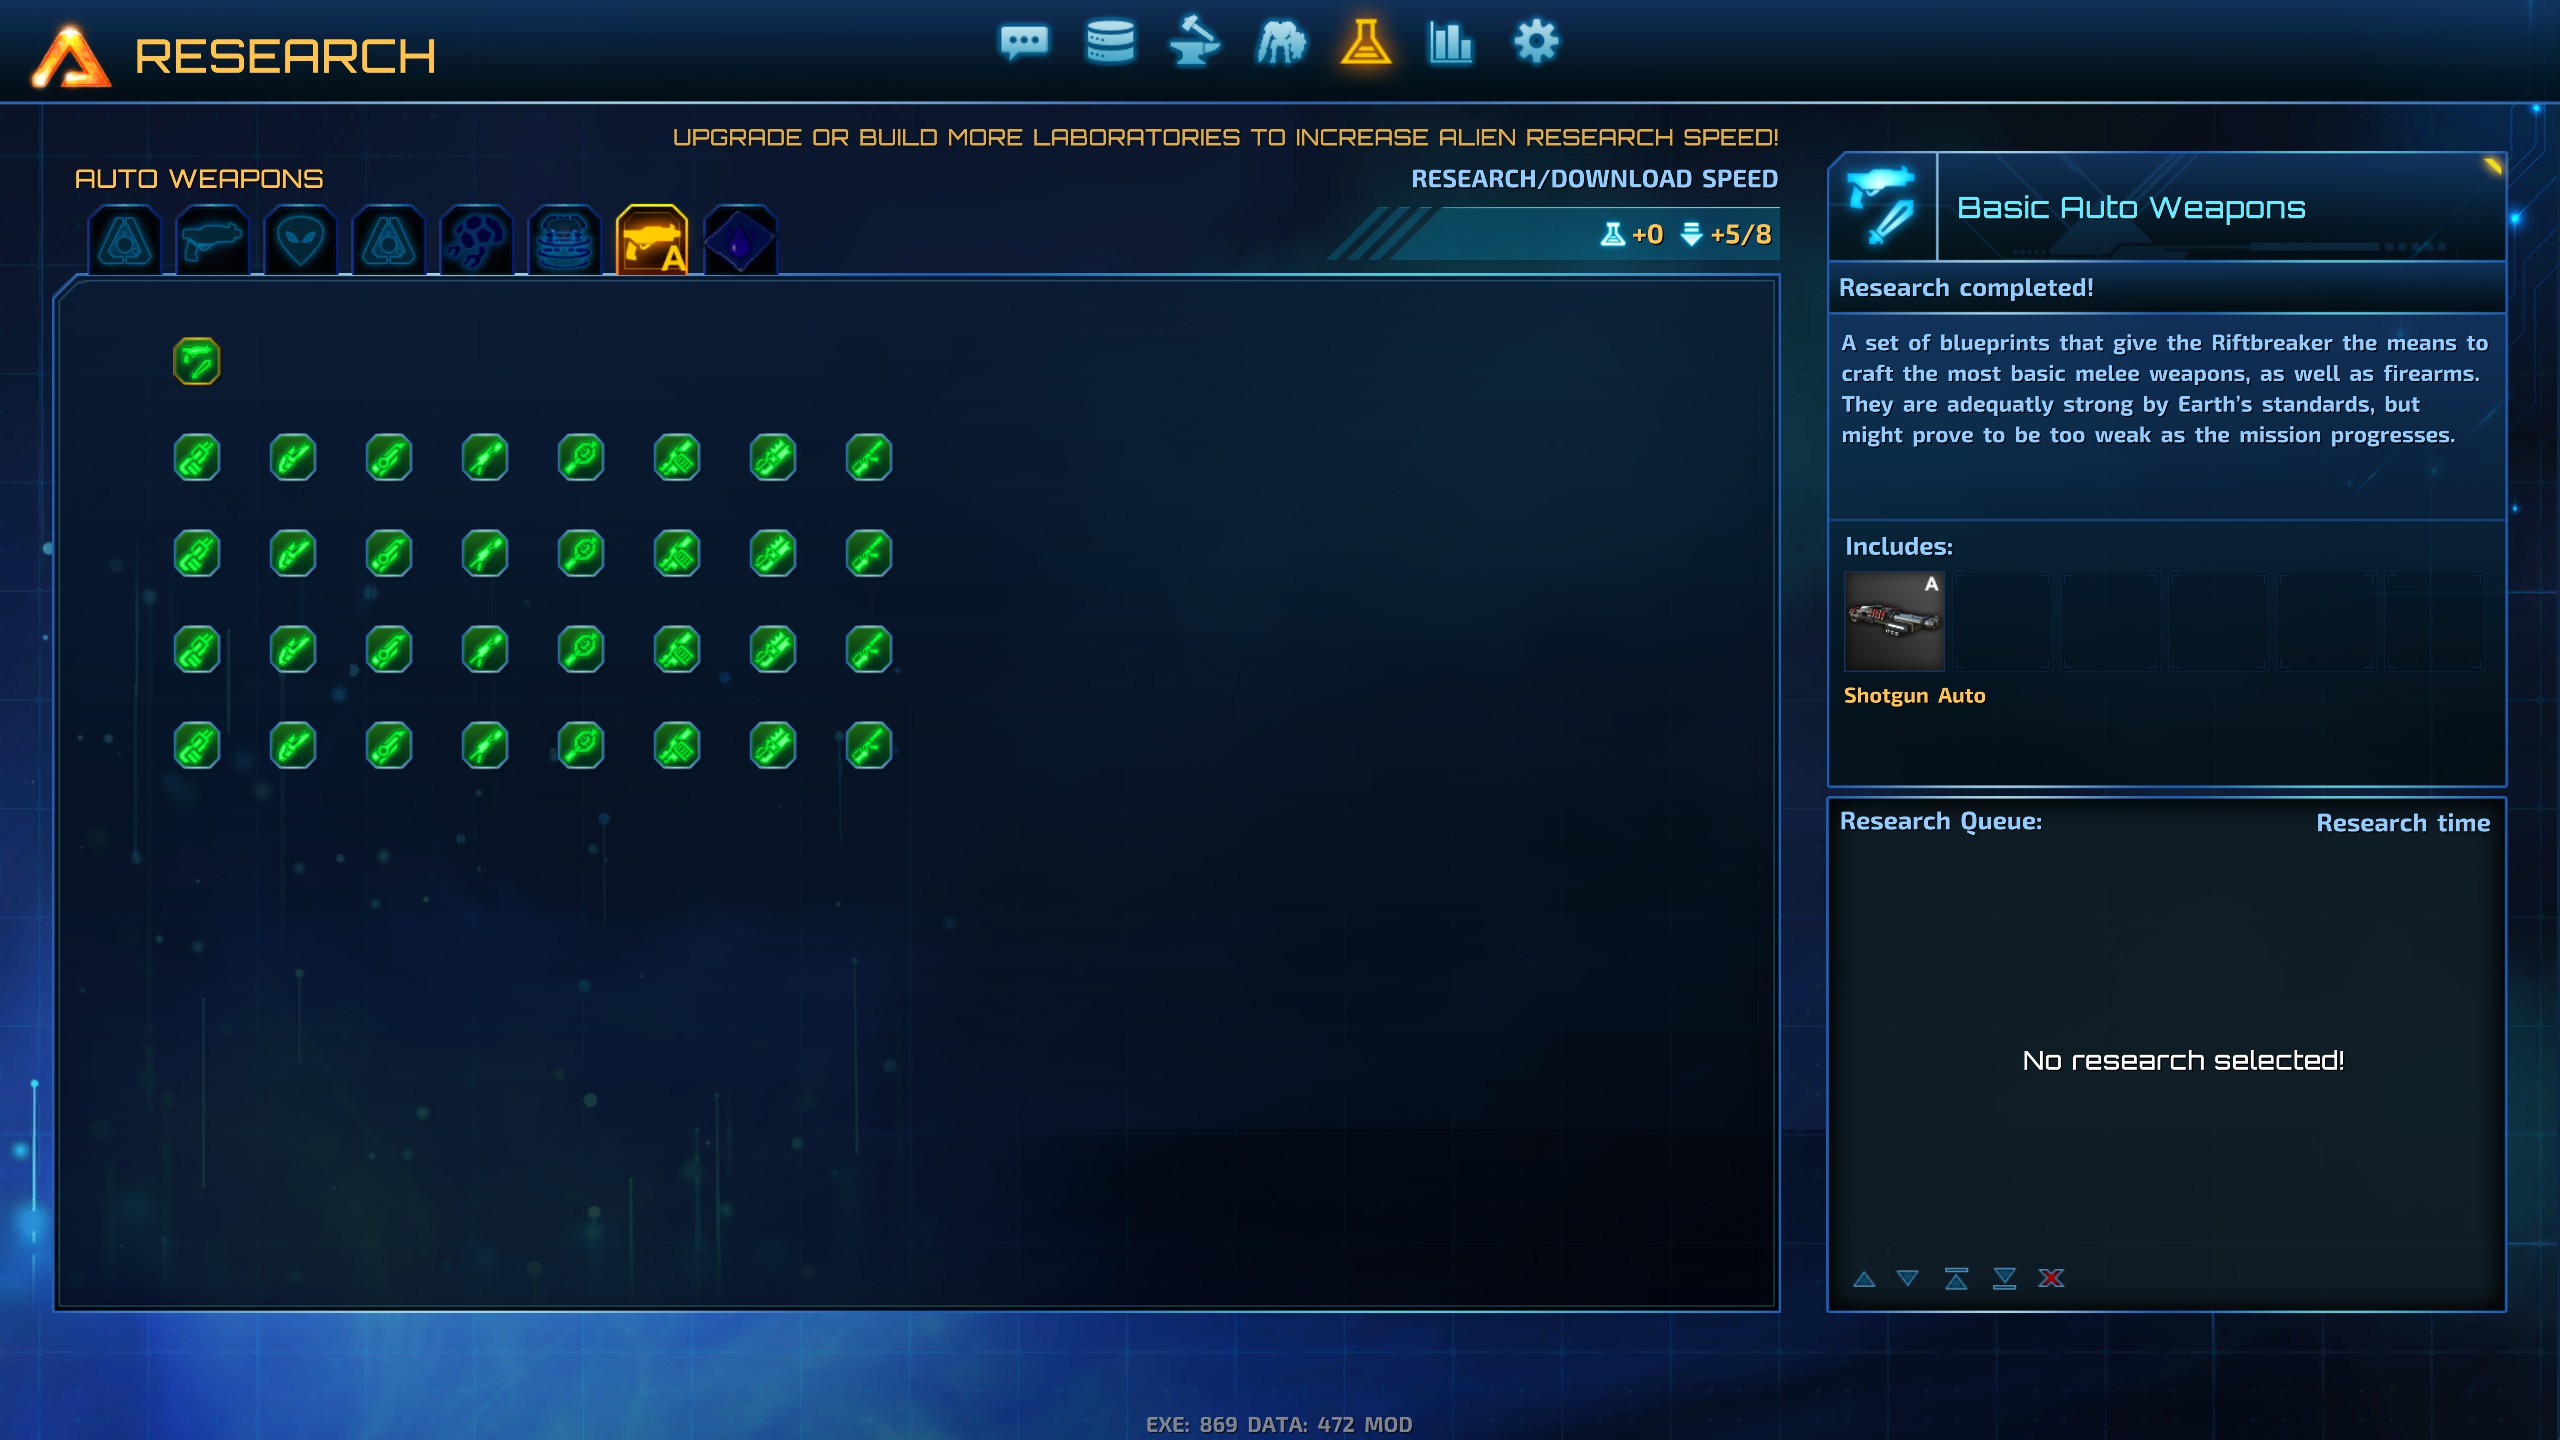 RESEARCH
UPGRADE OR BUILD MORE LABORATORIES TO INCREASE ALIEN RESEARCH SPEED!
AUTO WEAPONS
RESEARCH/DOWNLOAD SPEED
+0 +5/8
A
Basic Auto Weapons
Research completed!
A set of blueprints that give the Riftbreaker the means to
craft the most basic melee weapons, as well as firearms.
They are adequatly strong by Earth's standards, but
might prove to be too weak as the mission progresses.
Includes:
A
Shotgun Auto
Research Queue:
Research time
No research selected!
EXE: 869 DATA: 472 MOD